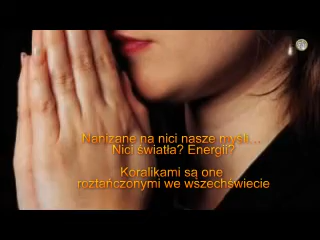 Nanizane na nici nasze myśli...
Nici światła? Energii?
Koralikami są one
roztańczonymi we wszechświecie